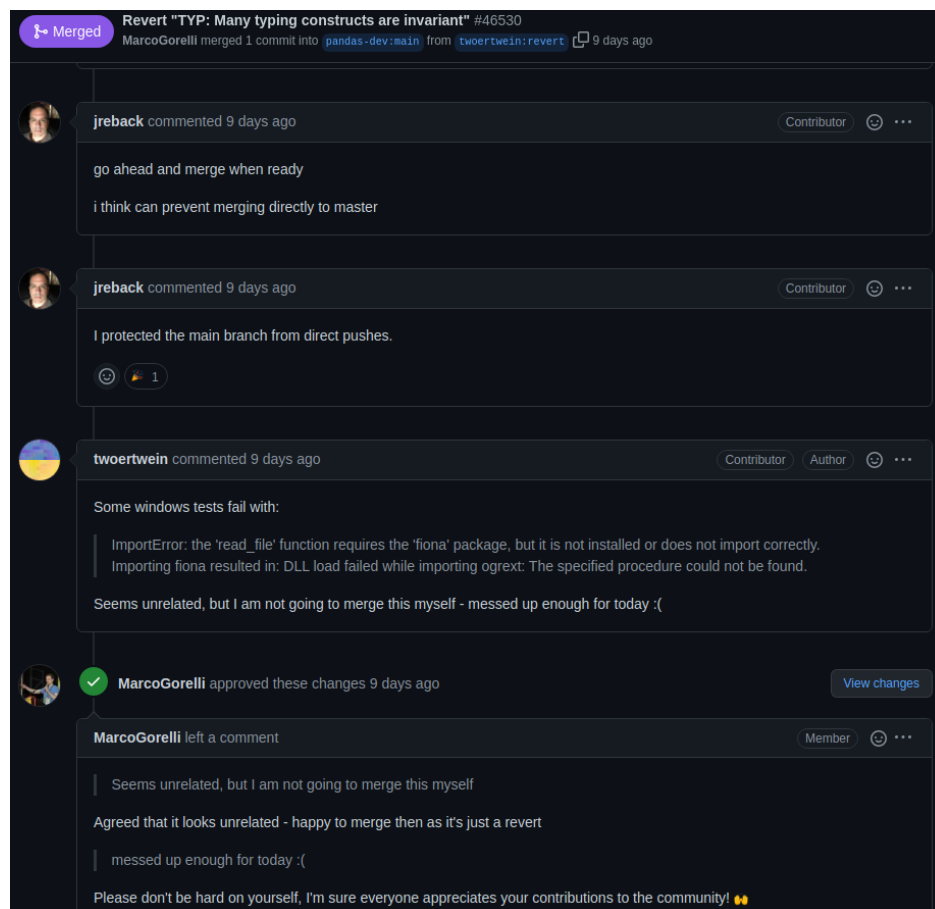 Merged
Revert "TYP: Many typing constructs are invariant" #46530
MarcoGorelli merged 1 commit into pandas-dev:main from twoertwein:revert 9 days ago
jreback commented 9 days ago
Contributor
go ahead and merge when ready
i think can prevent merging directly to master
jreback commented 9 days ago
Contributor
I protected the main branch from direct pushes.
1
twoertwein commented 9 days ago
Contributor Author
Some windows tests fail with:
ImportError: the 'read_file' function requires the 'fiona' package, but it is not installed or does not import correctly.
Importing fiona resulted in: DLL load failed while importing ogrext: The specified procedure could not be found.
Seems unrelated, but I am not going to merge this myself - messed up enough for today :(
MarcoGorelli approved these changes 9 days ago
View changes
MarcoGorelli left a comment
Member
Seems unrelated, but I am not going to merge this myself
Agreed that it looks unrelated - happy to merge then as it's just a revert
messed up enough for today :(
Please don't be hard on yourself, I'm sure everyone appreciates your contributions to the community! 🙌